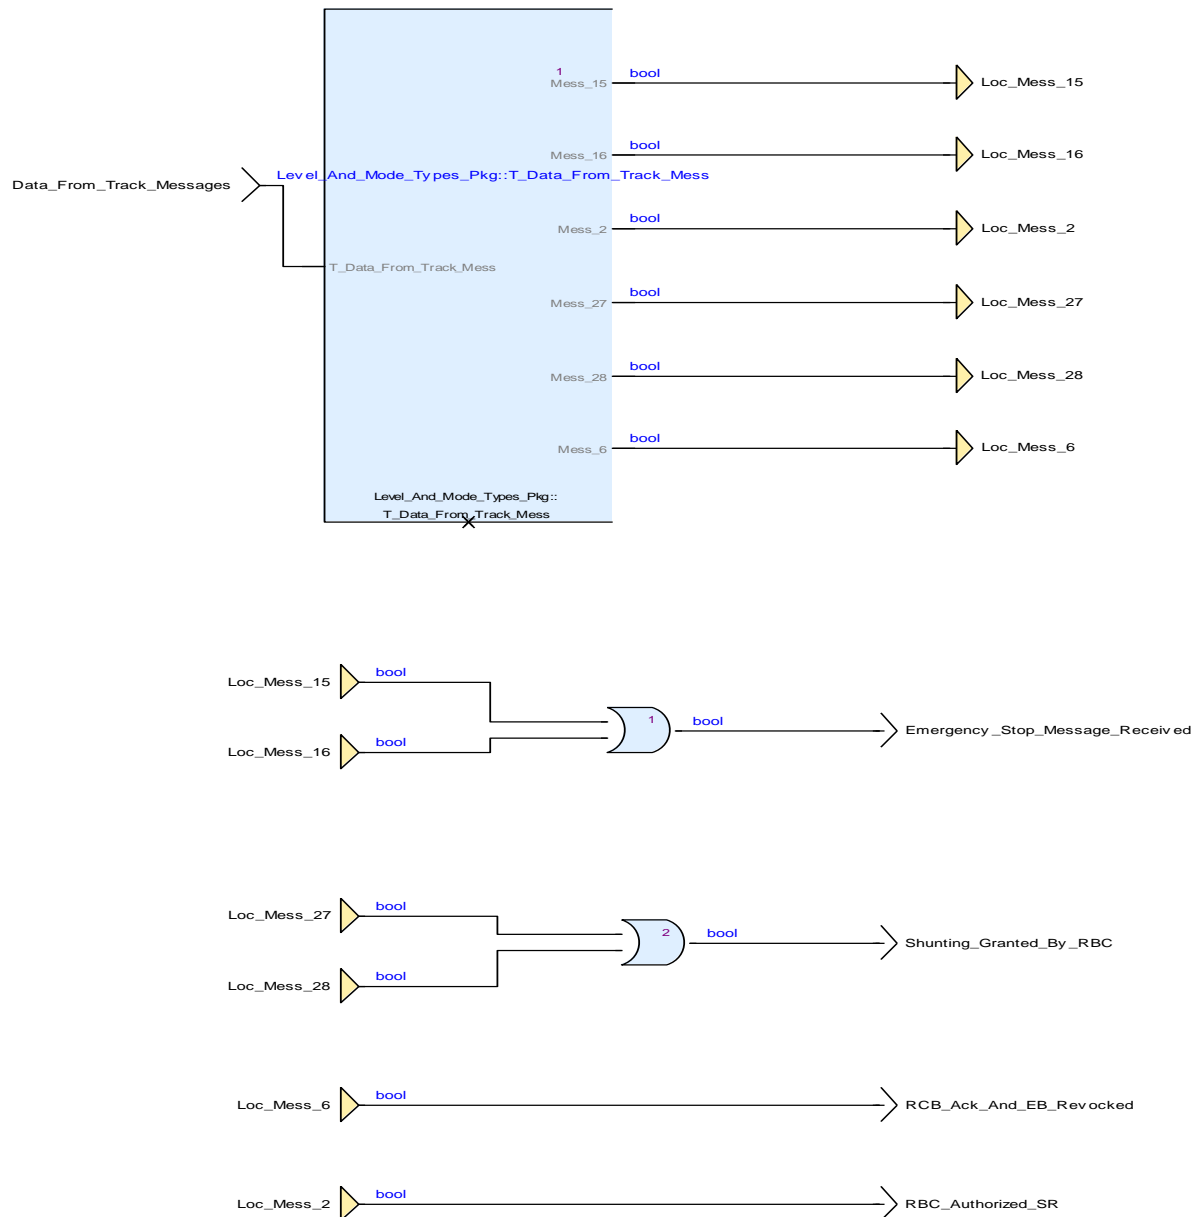 1
Mess_15
bool
Loc_Mess_15
Mess_16
bool
Loc_Mess_16
Data_From_Track_Messages
Level_And_Mode_Types_Pkg::T_Data_From_Track_Mess
Mess_2
bool
Loc_Mess_2
T_Data_From_Track_Mess
Mess_27
bool
Loc_Mess_27
Mess_28
bool
Loc_Mess_28
Mess_6
bool
Loc_Mess_6
Level_And_Mode_Types_Pkg::
T_Data_From_Track_Mess
Loc_Mess_15
bool
Loc_Mess_16
bool
1
bool
Emergency_Stop_Message_Received
Loc_Mess_27
bool
Loc_Mess_28
bool
2
bool
Shunting_Granted_By_RBC
Loc_Mess_6
bool
RCB_Ack_And_EB_Revocked
Loc_Mess_2
bool
RBC_Authorized_SR